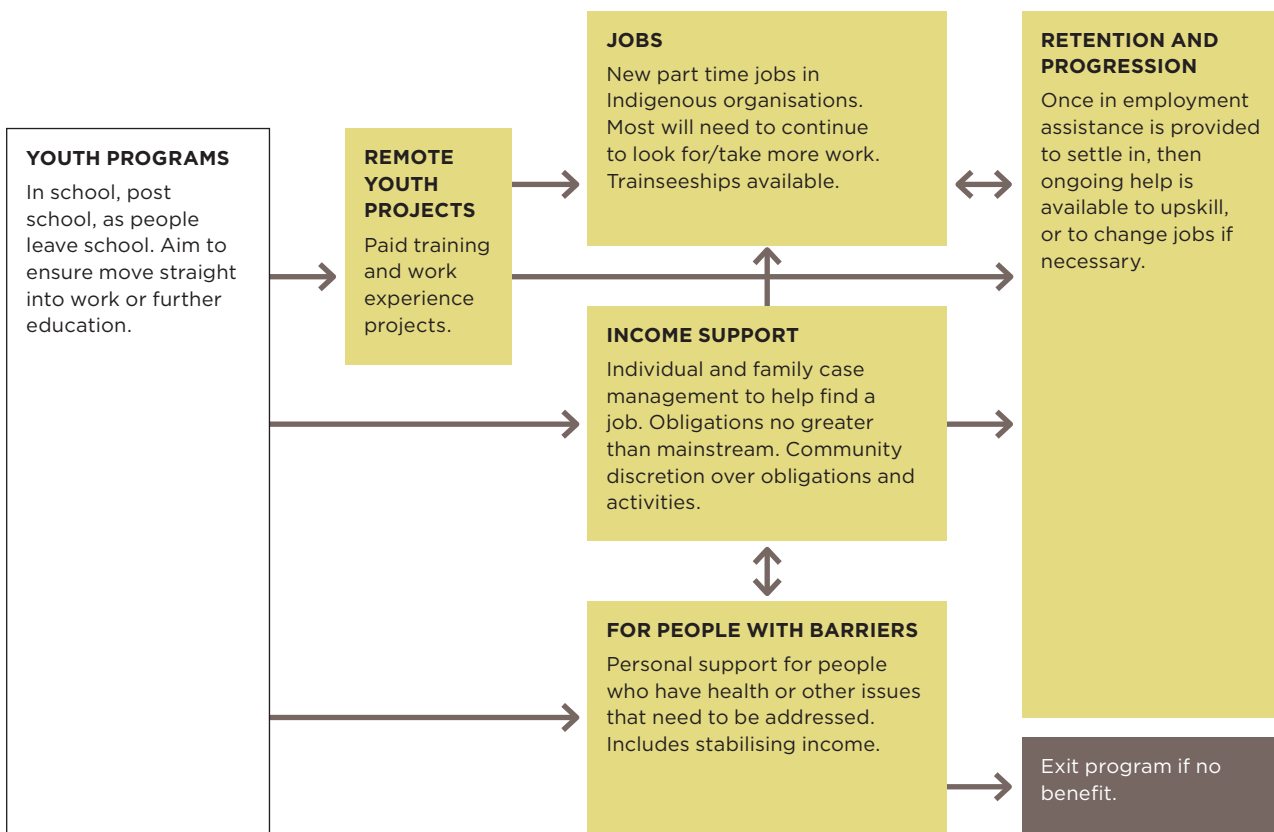 YOUTH PROGRAMS
In school, post
school, as people
leave school. Aim to
ensure move straight
into work or further
education.
REMOTE
YOUTH
PROJECTS
Paid training
and work
experience
projects.
JOBS
New part time jobs in
Indigenous organisations.
Most will need to continue
to look for/take more work.
Trainseeships available.
INCOME SUPPORT
Individual and family case
management to help find a
job. Obligations no greater
than mainstream. Community
discretion over obligations and
activities.
FOR PEOPLE WITH BARRIERS
Personal support for people
who have health or other issues
that need to be addressed.
Includes stabilising income.
RETENTION AND
PROGRESSION
Once in employment
assistance is provided
to settle in, then
ongoing help is
available to upskill,
or to change jobs if
necessary.
Exit program if no
benefit.